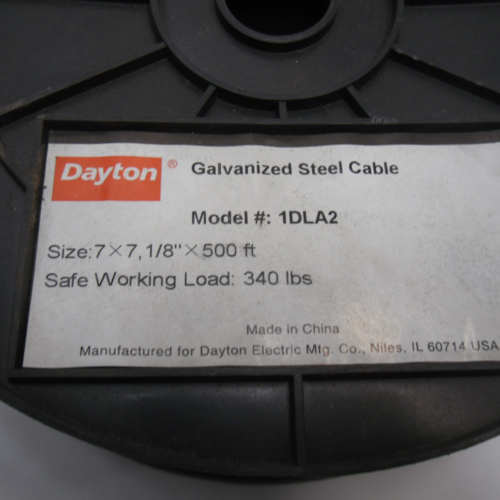 Dayton® Galvanized Steel Cable
Model #: 1DLA2
Size:7×7,1/8"×500 ft
Safe Working Load: 340 lbs
Made in China
Manufactured for Dayton Electric Mfg. Co., Niles, IL 60714 USA